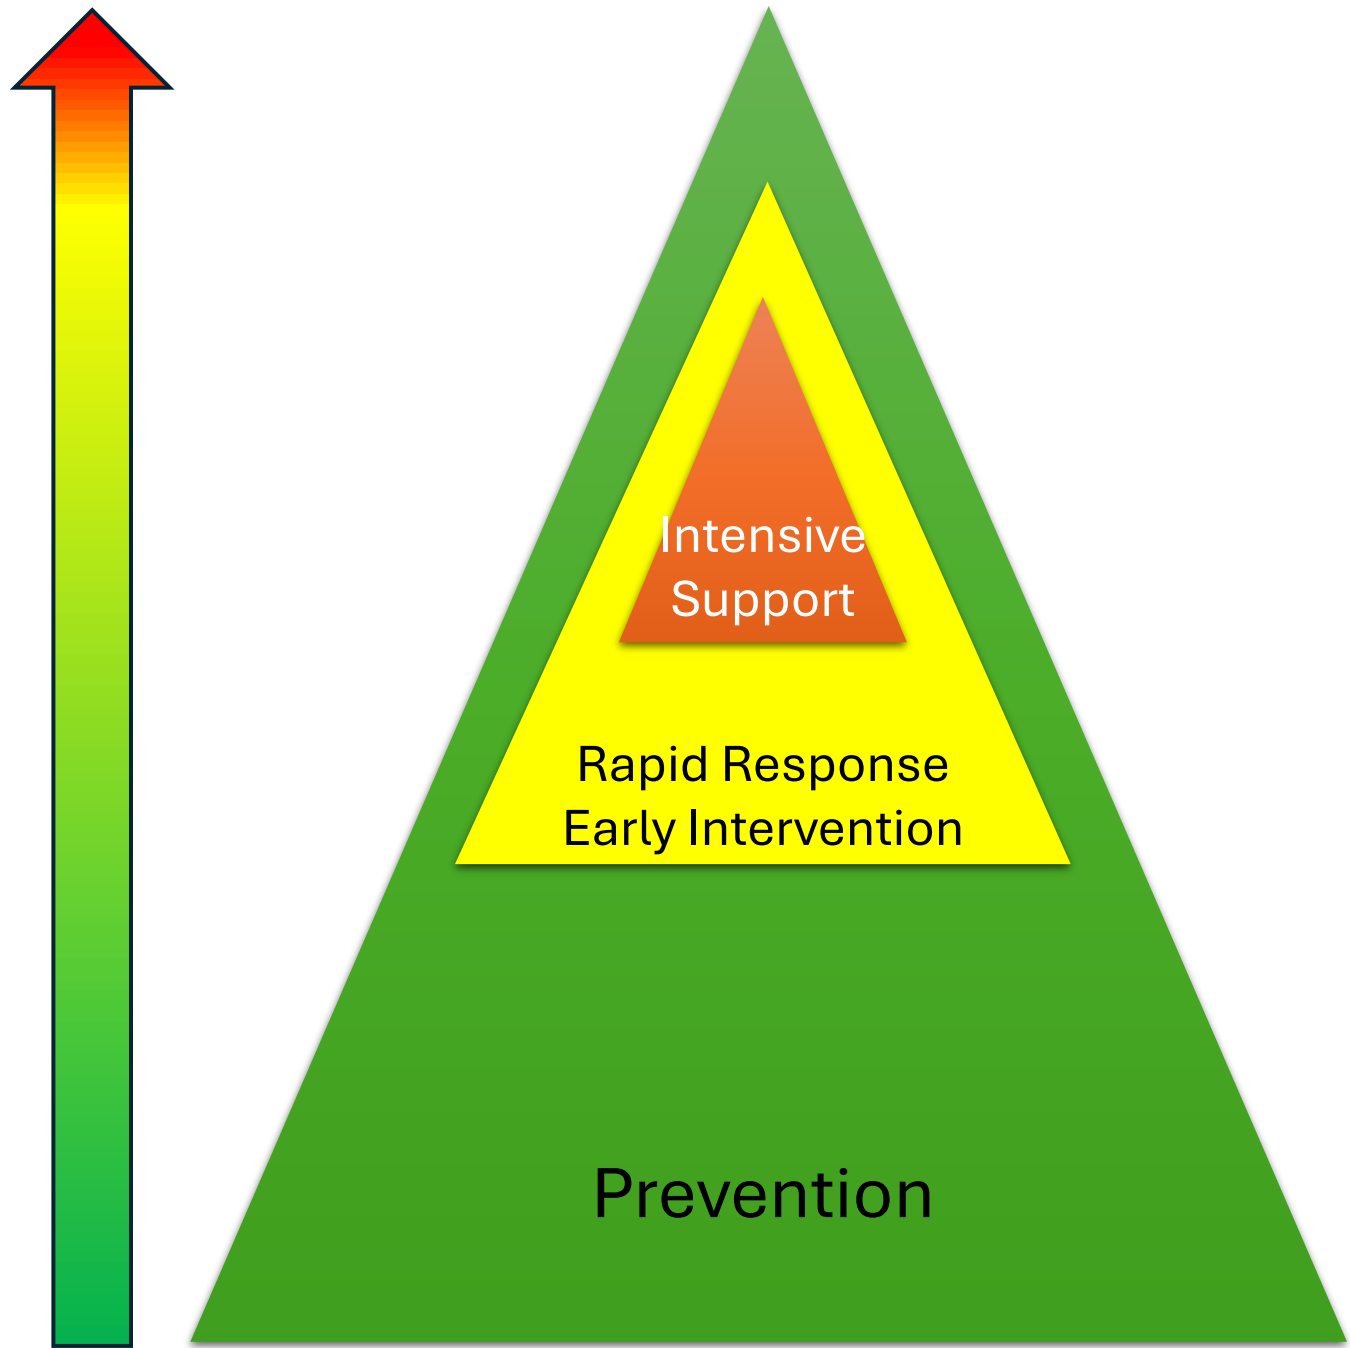 Intensive
Support
Rapid Response
Early Intervention
Prevention